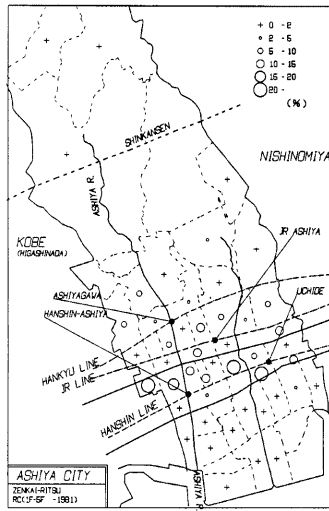 + 0 - 2
○ 2 - 5
○ 5 - 10
○ 10 - 15
○ 15 - 20
○ 20 -
(%)
SHINKANSEN
ASHIYA R.
NISHINOMIYA
KOBE
(HIGASHINADA)
JR ASHIYA
ASHIYAGAWA
UCHIDE
HANSHIN-ASHIYA
HANKYU LINE
JR LINE
HANSHIN LINE
ASHIYA R.
ASHIYA CITY
ZENKAI-RITSU
RC(1F-5F -1981)